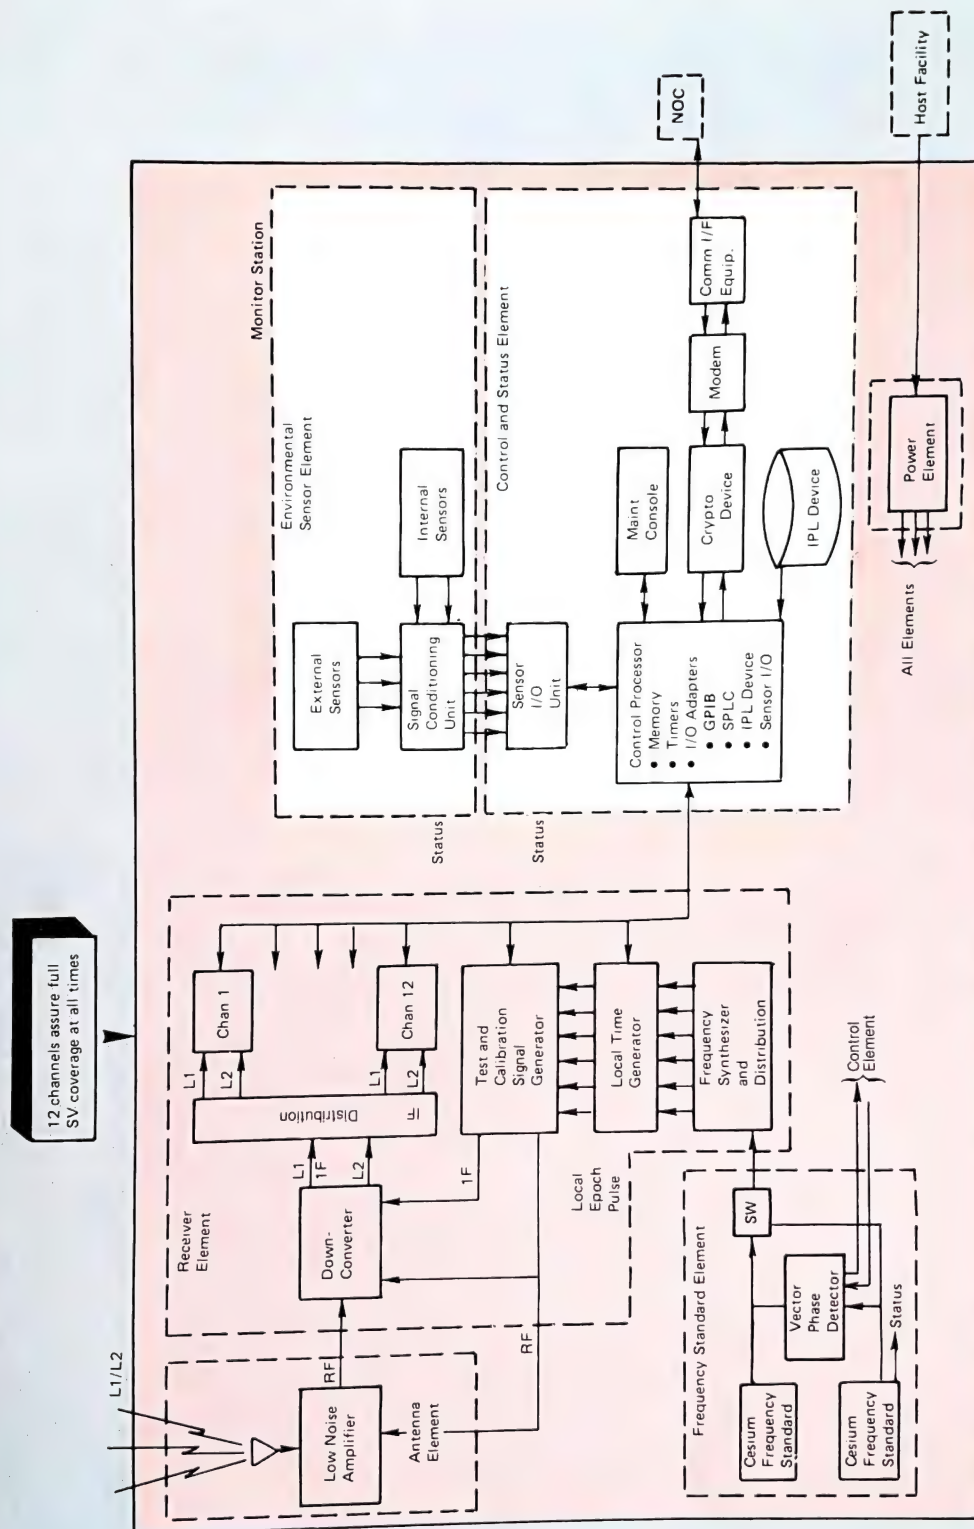 12 channels assure full
SV coverage at all times
L1/L2
Low Noise
Amplifier
Antenna
Element
RF
RF
Receiver
Element
Down-
Converter
L1
1F
L2
1F
IF
Distribution
L1
L2
L1
L2
Chan 1
Chan 12
Test and
Calibration
Signal
Generator
Local Time
Generator
Frequency
Synthesizer
and
Distribution
Local
Epoch
Pulse
Frequency Standard Element
Cesium
Frequency
Standard
Cesium
Frequency
Standard
Vector
Phase
Detector
SW
Status
Control
Element
Monitor Station
Environmental
Sensor Element
External
Sensors
Internal
Sensors
Signal
Conditioning
Unit
Status
Status
Control and Status Element
Sensor
I/O
Unit
Control Processor
• Memory
• Timers
• I/O Adapters
• GPIB
• SPLC
• IPL Device
• Sensor I/O
Maint
Console
Crypto
Device
IPL Device
Modem
Comm I/F
Equip.
NOC
All Elements
Power
Element
Host Facility